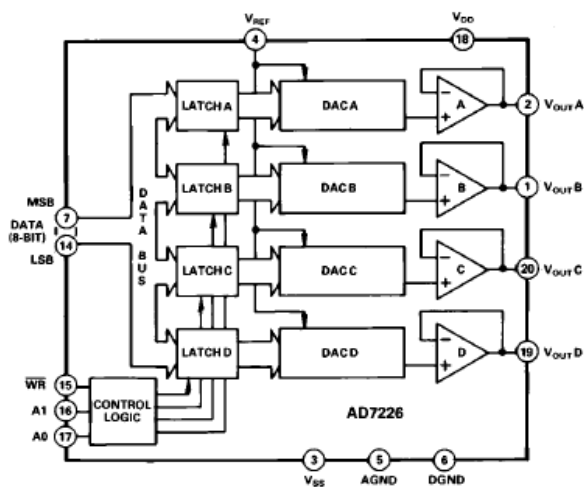 VREF
VDD
4
18
LATCH A
DAC A
A
2
VOUT A
LATCH B
DAC B
B
1
VOUT B
MSB
7
DATA
(8-BIT)
14
LSB
DATA BUS
LATCH C
DAC C
C
20
VOUT C
LATCH D
DAC D
D
19
VOUT D
WR
15
A1
16
A0
17
CONTROL
LOGIC
AD7226
3
5
6
VSS
AGND
DGND